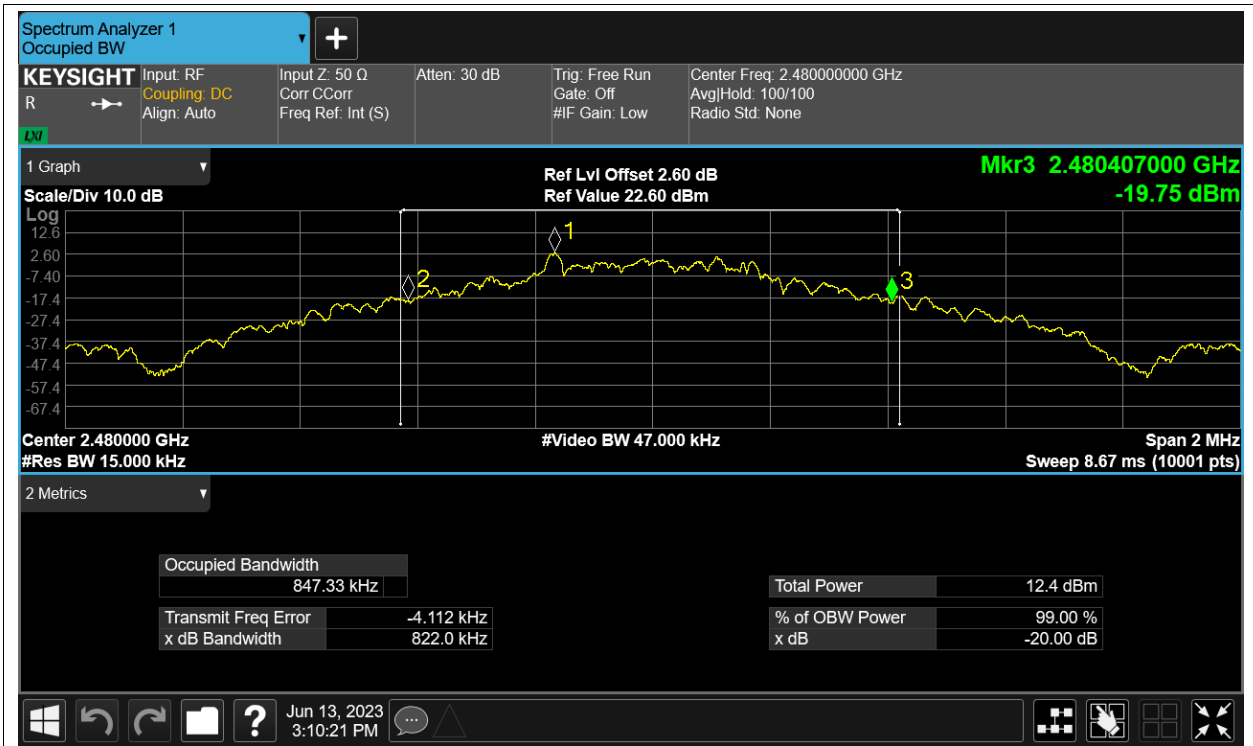 Spectrum Analyzer 1
Occupied BW
KEYSIGHT
R
LXI
Input: RF
Coupling: DC
Align: Auto
Input Z: 50 Ω
Corr CCorr
Freq Ref: Int (S)
Atten: 30 dB
Trig: Free Run
Gate: Off
#IF Gain: Low
Center Freq: 2.480000000 GHz
Avg|Hold: 100/100
Radio Std: None
1 Graph
Scale/Div 10.0 dB
Ref Lvl Offset 2.60 dB
Ref Value 22.60 dBm
Mkr3 2.480407000 GHz
-19.75 dBm
Log
12.6
2.60
-7.40
-17.4
-27.4
-37.4
-47.4
-57.4
-67.4
1
2
3
Center 2.480000 GHz
#Res BW 15.000 kHz
#Video BW 47.000 kHz
Span 2 MHz
Sweep 8.67 ms (10001 pts)
2 Metrics
Occupied Bandwidth
847.33 kHz
Transmit Freq Error -4.112 kHz
x dB Bandwidth 822.0 kHz
Total Power 12.4 dBm
% of OBW Power 99.00 %
x dB -20.00 dB
?
Jun 13, 2023
3:10:21 PM